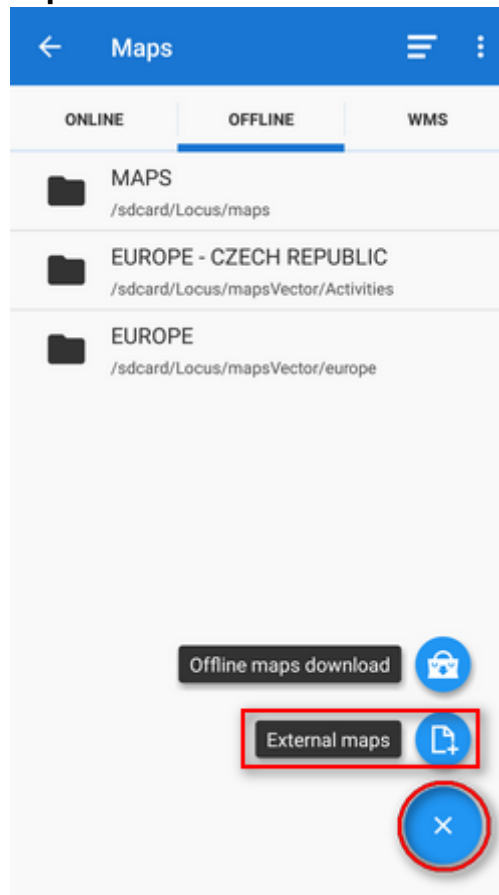 Maps
ONLINE OFFLINE WMS
MAPS
/sdcard/Locus/maps
EUROPE - CZECH REPUBLIC
/sdcard/Locus/mapsVector/Activities
EUROPE
/sdcard/Locus/mapsVector/europe
Offline maps download
External maps